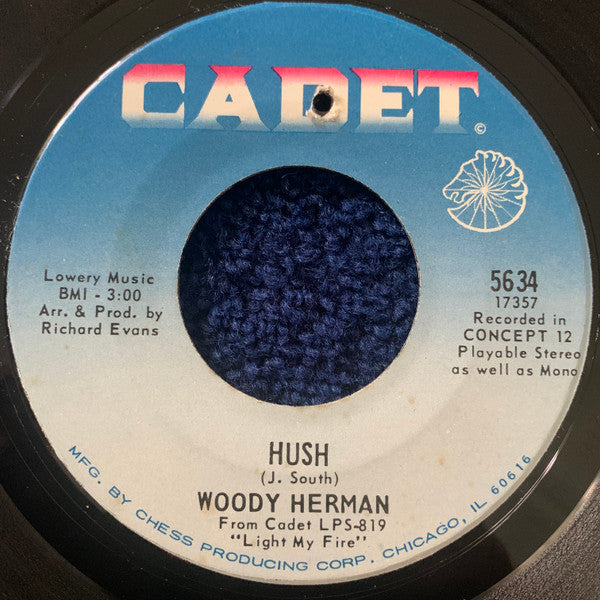 CADET
©
Lowery Music
BMI - 3:00
Arr. & Prod. by
Richard Evans
5634
17357
Recorded in
CONCEPT 12
Playable Stereo
as well as Mono
HUSH
(J. South)
WOODY HERMAN
From Cadet LPS-819
"Light My Fire"
MFG. BY CHESS PRODUCING CORP. CHICAGO, IL 60616